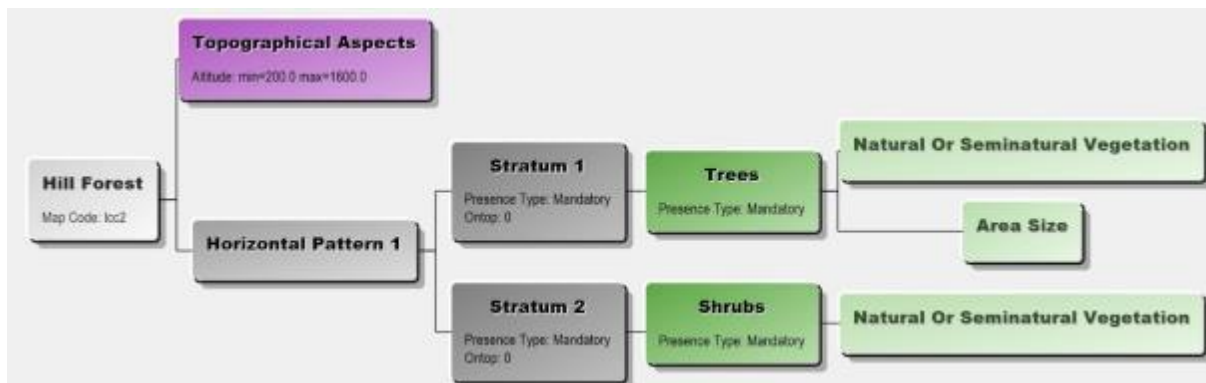 Topographical Aspects
Altitude: min=200.0 max=1600.0
Hill Forest
Map Code: lcc2
Horizontal Pattern 1
Stratum 1
Presence Type: Mandatory
Ontop: 0
Trees
Presence Type: Mandatory
Natural Or Seminatural Vegetation
Area Size
Stratum 2
Presence Type: Mandatory
Ontop: 0
Shrubs
Presence Type: Mandatory
Natural Or Seminatural Vegetation